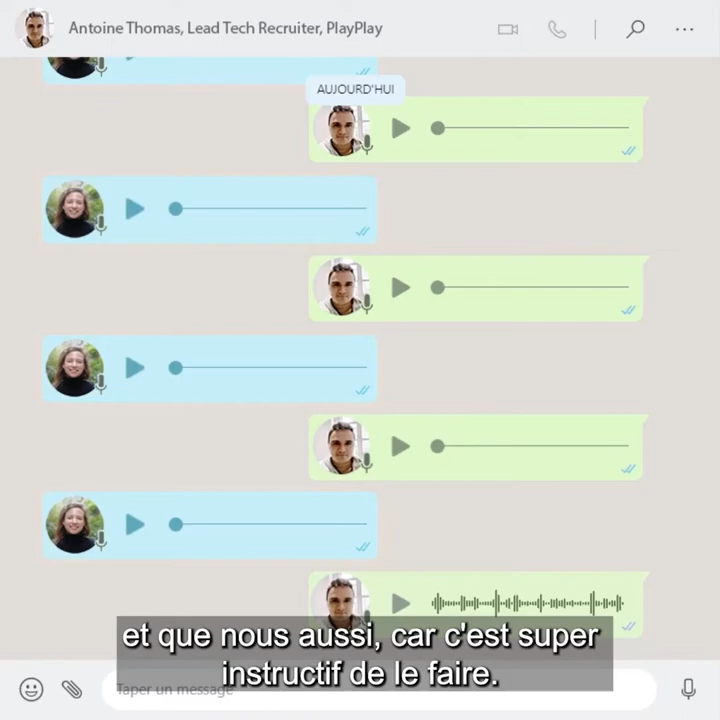 Antoine Thomas, Lead Tech Recruiter, PlayPlay
AUJOURD'HUI
et que nous aussi, car c'est super
instructif de le faire.
Taper un message